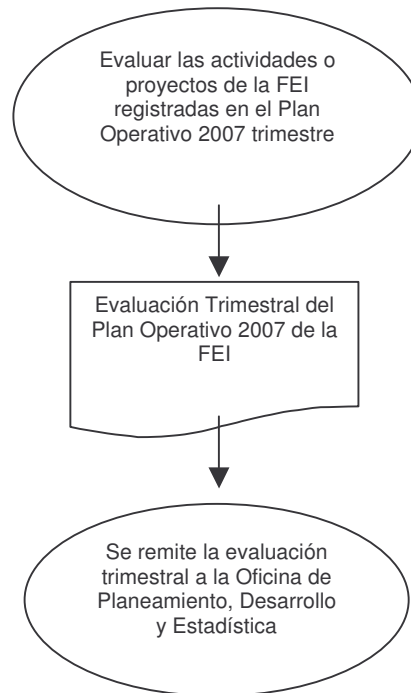 Evaluar las actividades o
proyectos de la FEI
registradas en el Plan
Operativo 2007 trimestre
Evaluación Trimestral del
Plan Operativo 2007 de la
FEI
Se remite la evaluación
trimestral a la Oficina de
Planeamiento, Desarrollo
y Estadística